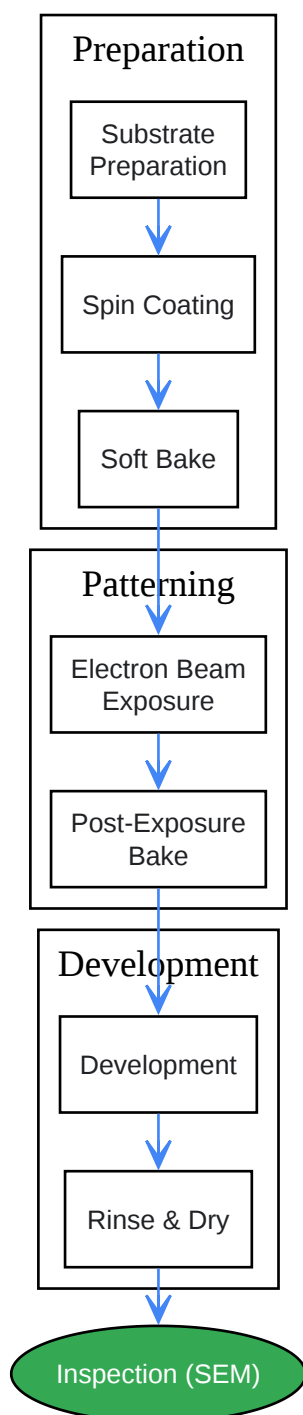 Preparation
Substrate
Preparation
Spin Coating
Soft Bake
Patterning
Electron Beam
Exposure
Post-Exposure
Bake
Development
Development
Rinse & Dry
Inspection (SEM)